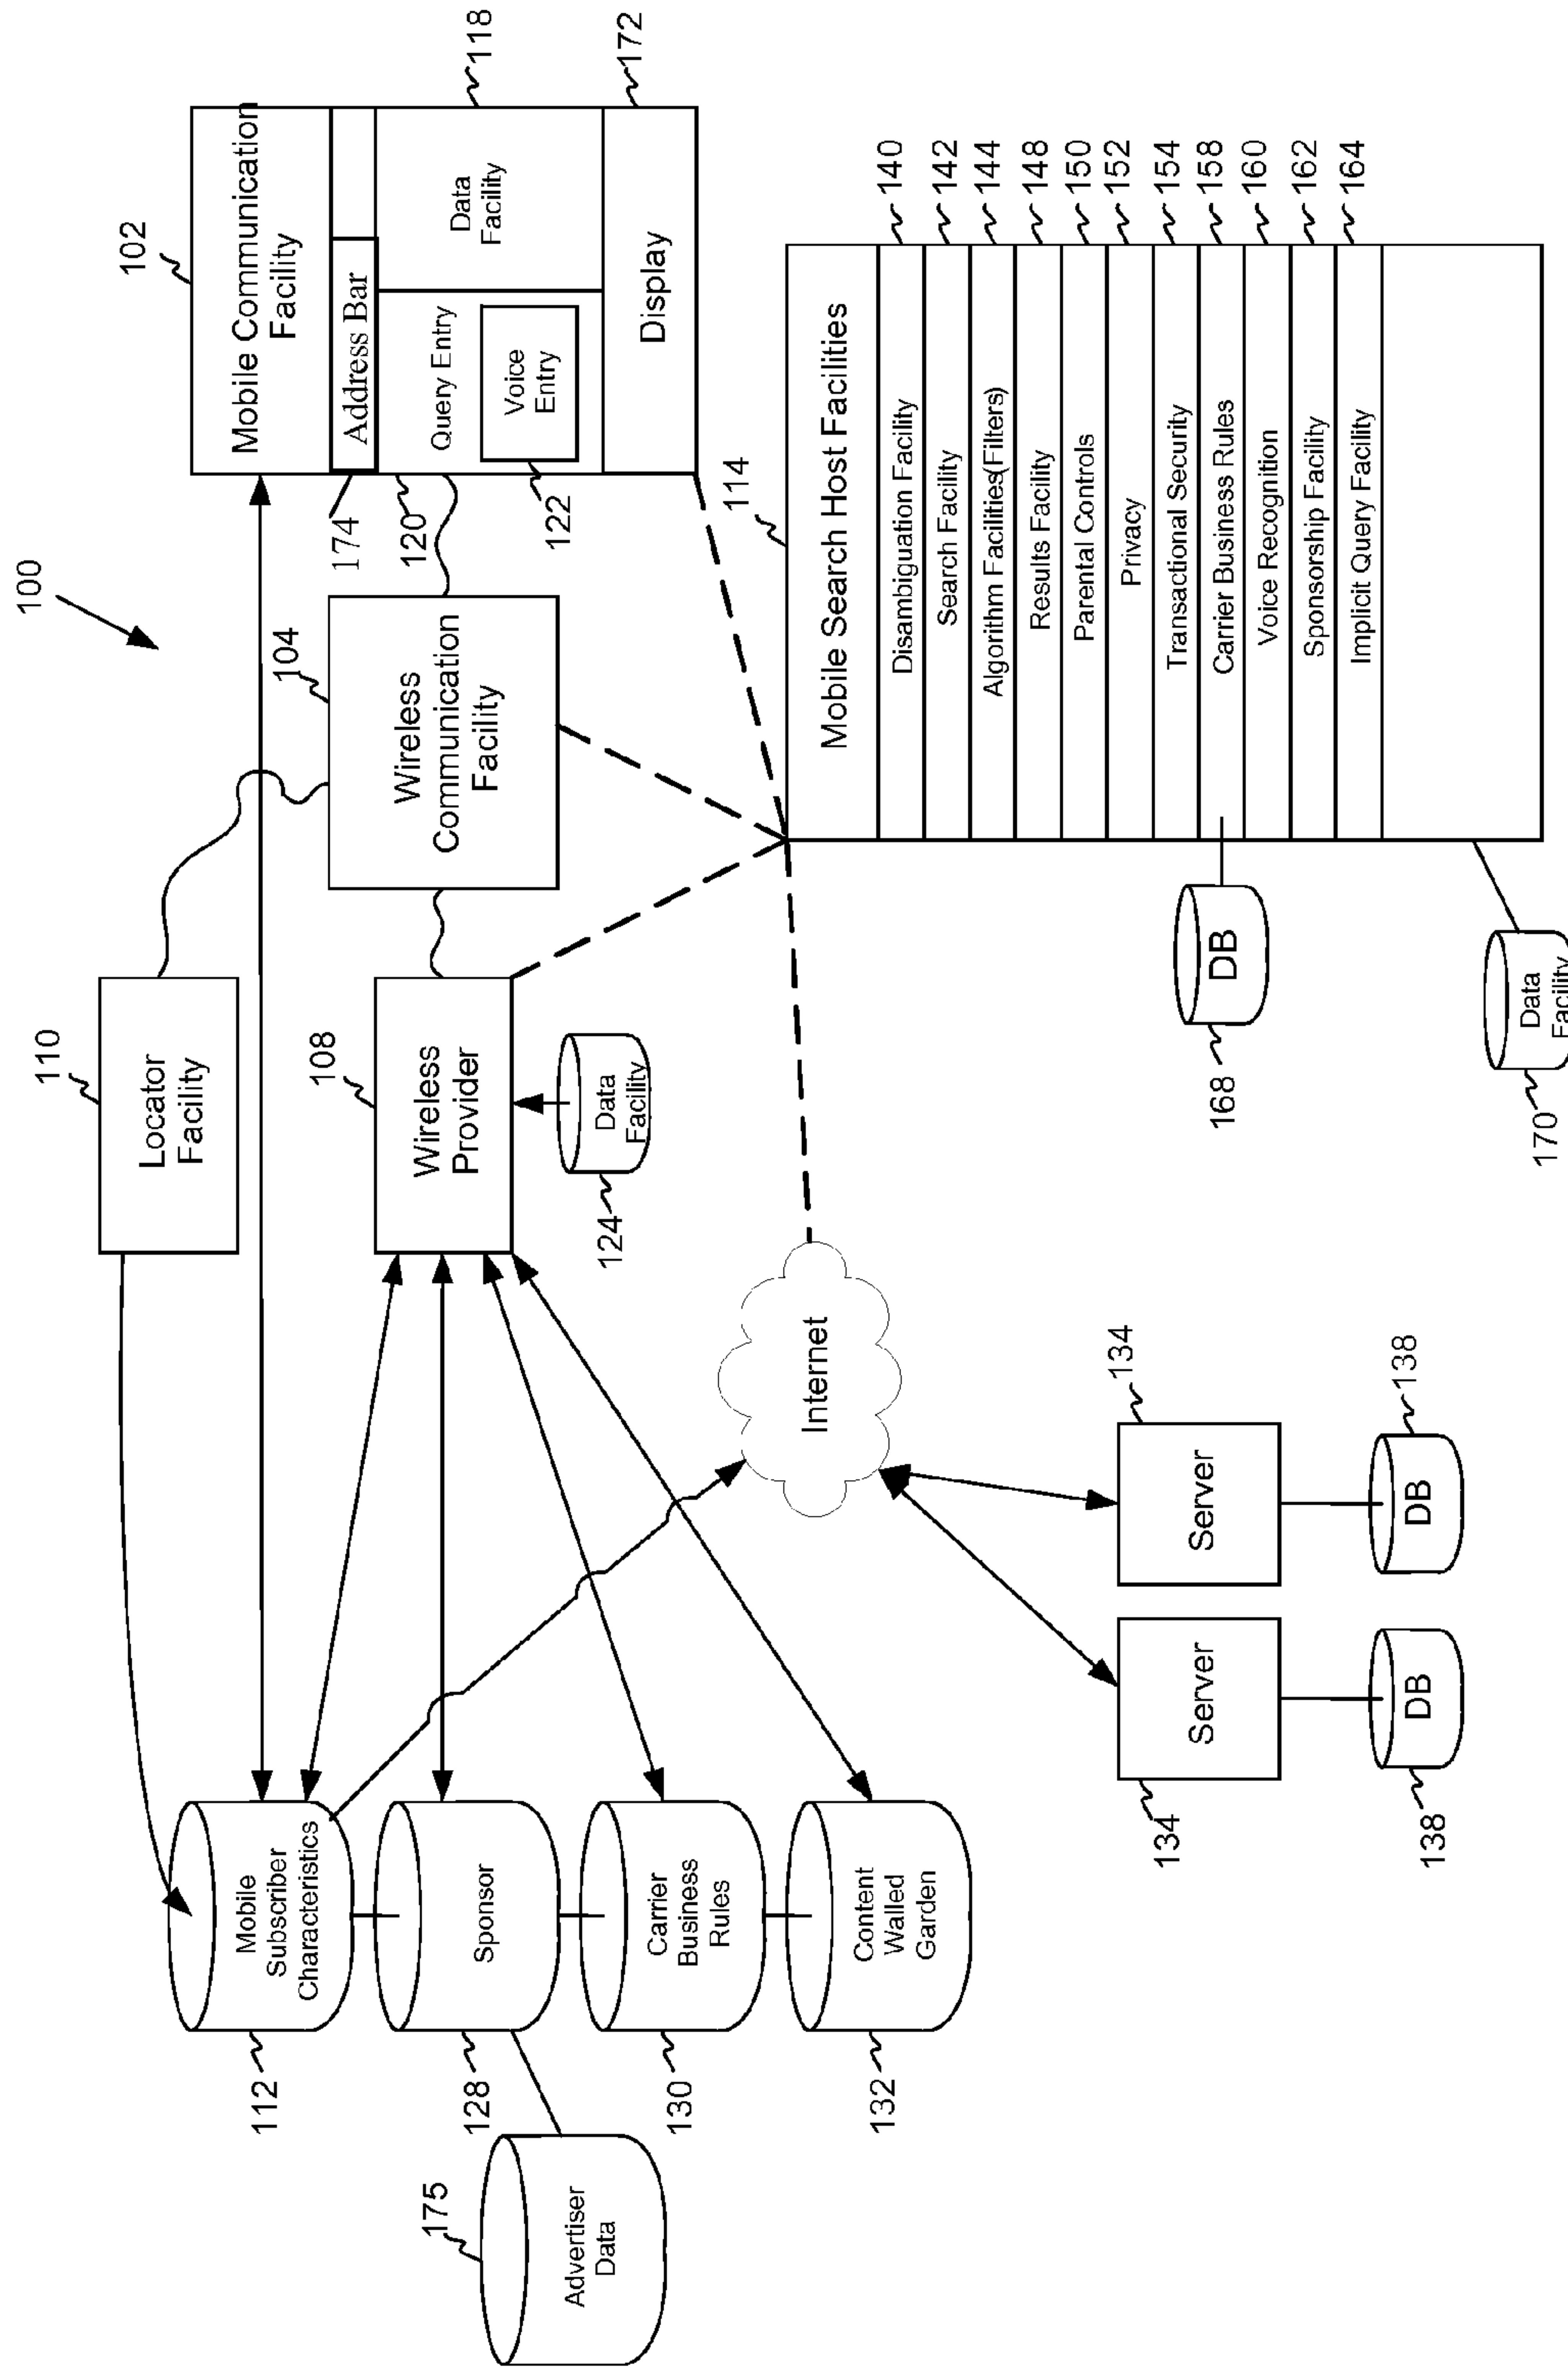 100
102
Mobile Communication
Facility
174
Address Bar
120
Query Entry
122
Voice
Entry
Data
Facility
118
Display
172
104
Wireless
Communication
Facility
110
Locator
Facility
108
Wireless
Provider
124
Data
Facility
112
Mobile
Subscriber
Characteristics
128
Sponsor
130
Carrier
Business
Rules
132
Content
Walled
Garden
175
Advertiser
Data
Internet
134
Server
138
DB
134
Server
138
DB
114
Mobile Search Host Facilities
Disambiguation Facility
140
Search Facility
142
Algorithm Facilities(Filters)
144
Results Facility
148
Parental Controls
150
Privacy
152
Transactional Security
154
Carrier Business Rules
158
Voice Recognition
160
Sponsorship Facility
162
Implicit Query Facility
164
168
DB
170
Data
Facility